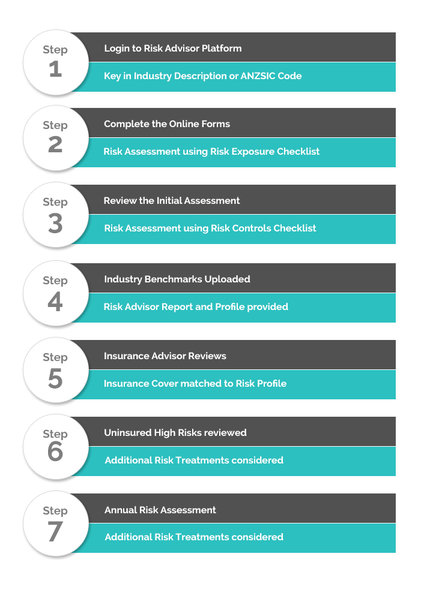 Step
1
Login to Risk Advisor Platform
Key in Industry Description or ANZSIC Code
Step
2
Complete the Online Forms
Risk Assessment using Risk Exposure Checklist
Step
3
Review the Initial Assessment
Risk Assessment using Risk Controls Checklist
Step
4
Industry Benchmarks Uploaded
Risk Advisor Report and Profile provided
Step
5
Insurance Advisor Reviews
Insurance Cover matched to Risk Profile
Step
6
Uninsured High Risks reviewed
Additional Risk Treatments considered
Step
7
Annual Risk Assessment
Additional Risk Treatments considered